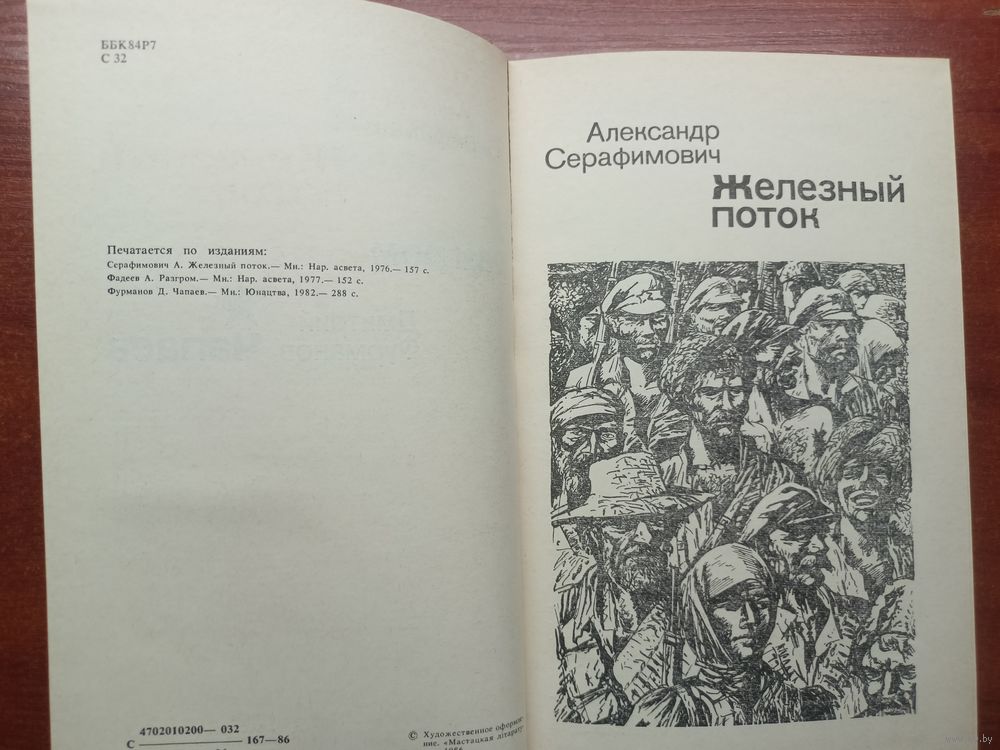 ББК84Р7
С 32
Печатается по изданиям:
Серафимович А. Железный поток.— Мн.: Нар. асвета, 1976.— 157 с.
Фадеев А. Разгром.— Мн.: Нар. асвета, 1977.— 152 с.
Фурманов Д. Чапаев.— Мн.: Юнацтва, 1982.— 288 с.
4702010200— 032
С 167—86
© Художественное оформле-
ние. «Мастацкая літарату
Александр
Серафимович
Железный
поток